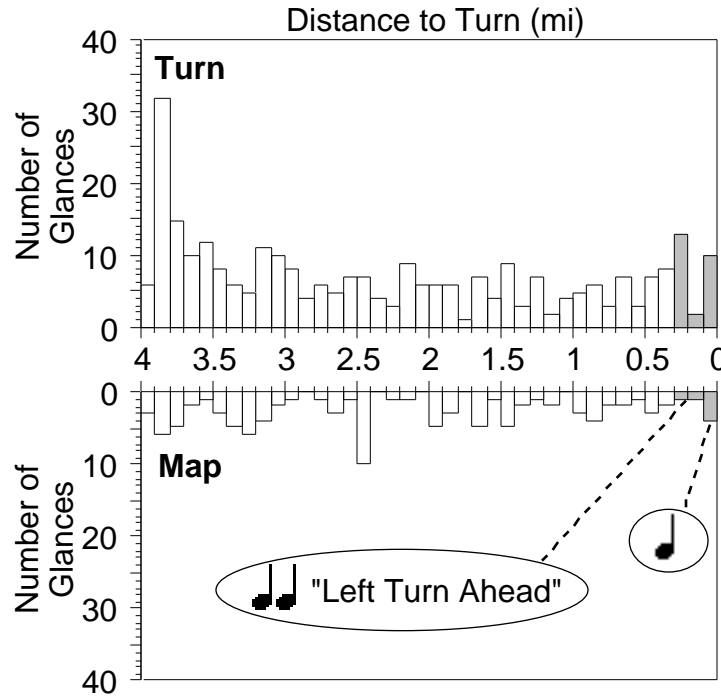 Distance to Turn (mi)
40
Turn
30
20
10
0
Number of
Glances
4 3.5 3 2.5 2 1.5 1 0.5 0
0
Map
10
20
30
40
Number of
Glances
"Left Turn Ahead"